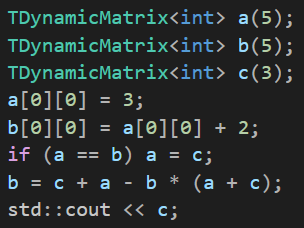 TDynamicMatrix<int> a(5);
TDynamicMatrix<int> b(5);
TDynamicMatrix<int> c(3);
a[0][0] = 3;
b[0][0] = a[0][0] + 2;
if (a == b) a = c;
b = c + a - b * (a + c);
std::cout << c;